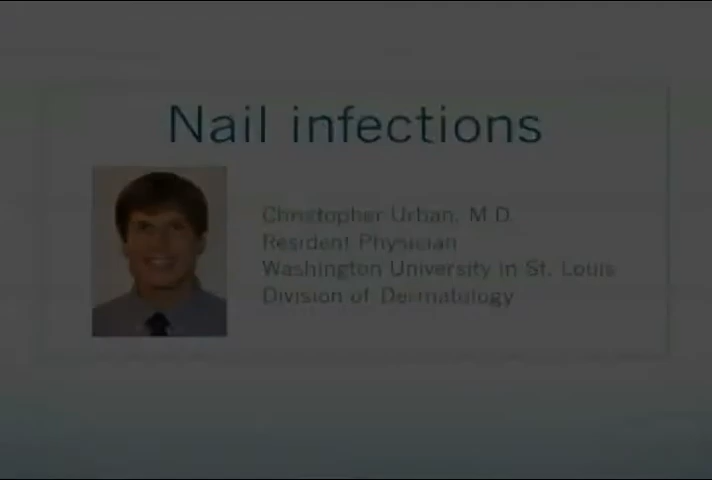 Nail infections
Christopher Urban, M.D.
Resident Physician
Washington University in St. Louis
Division of Dermatology